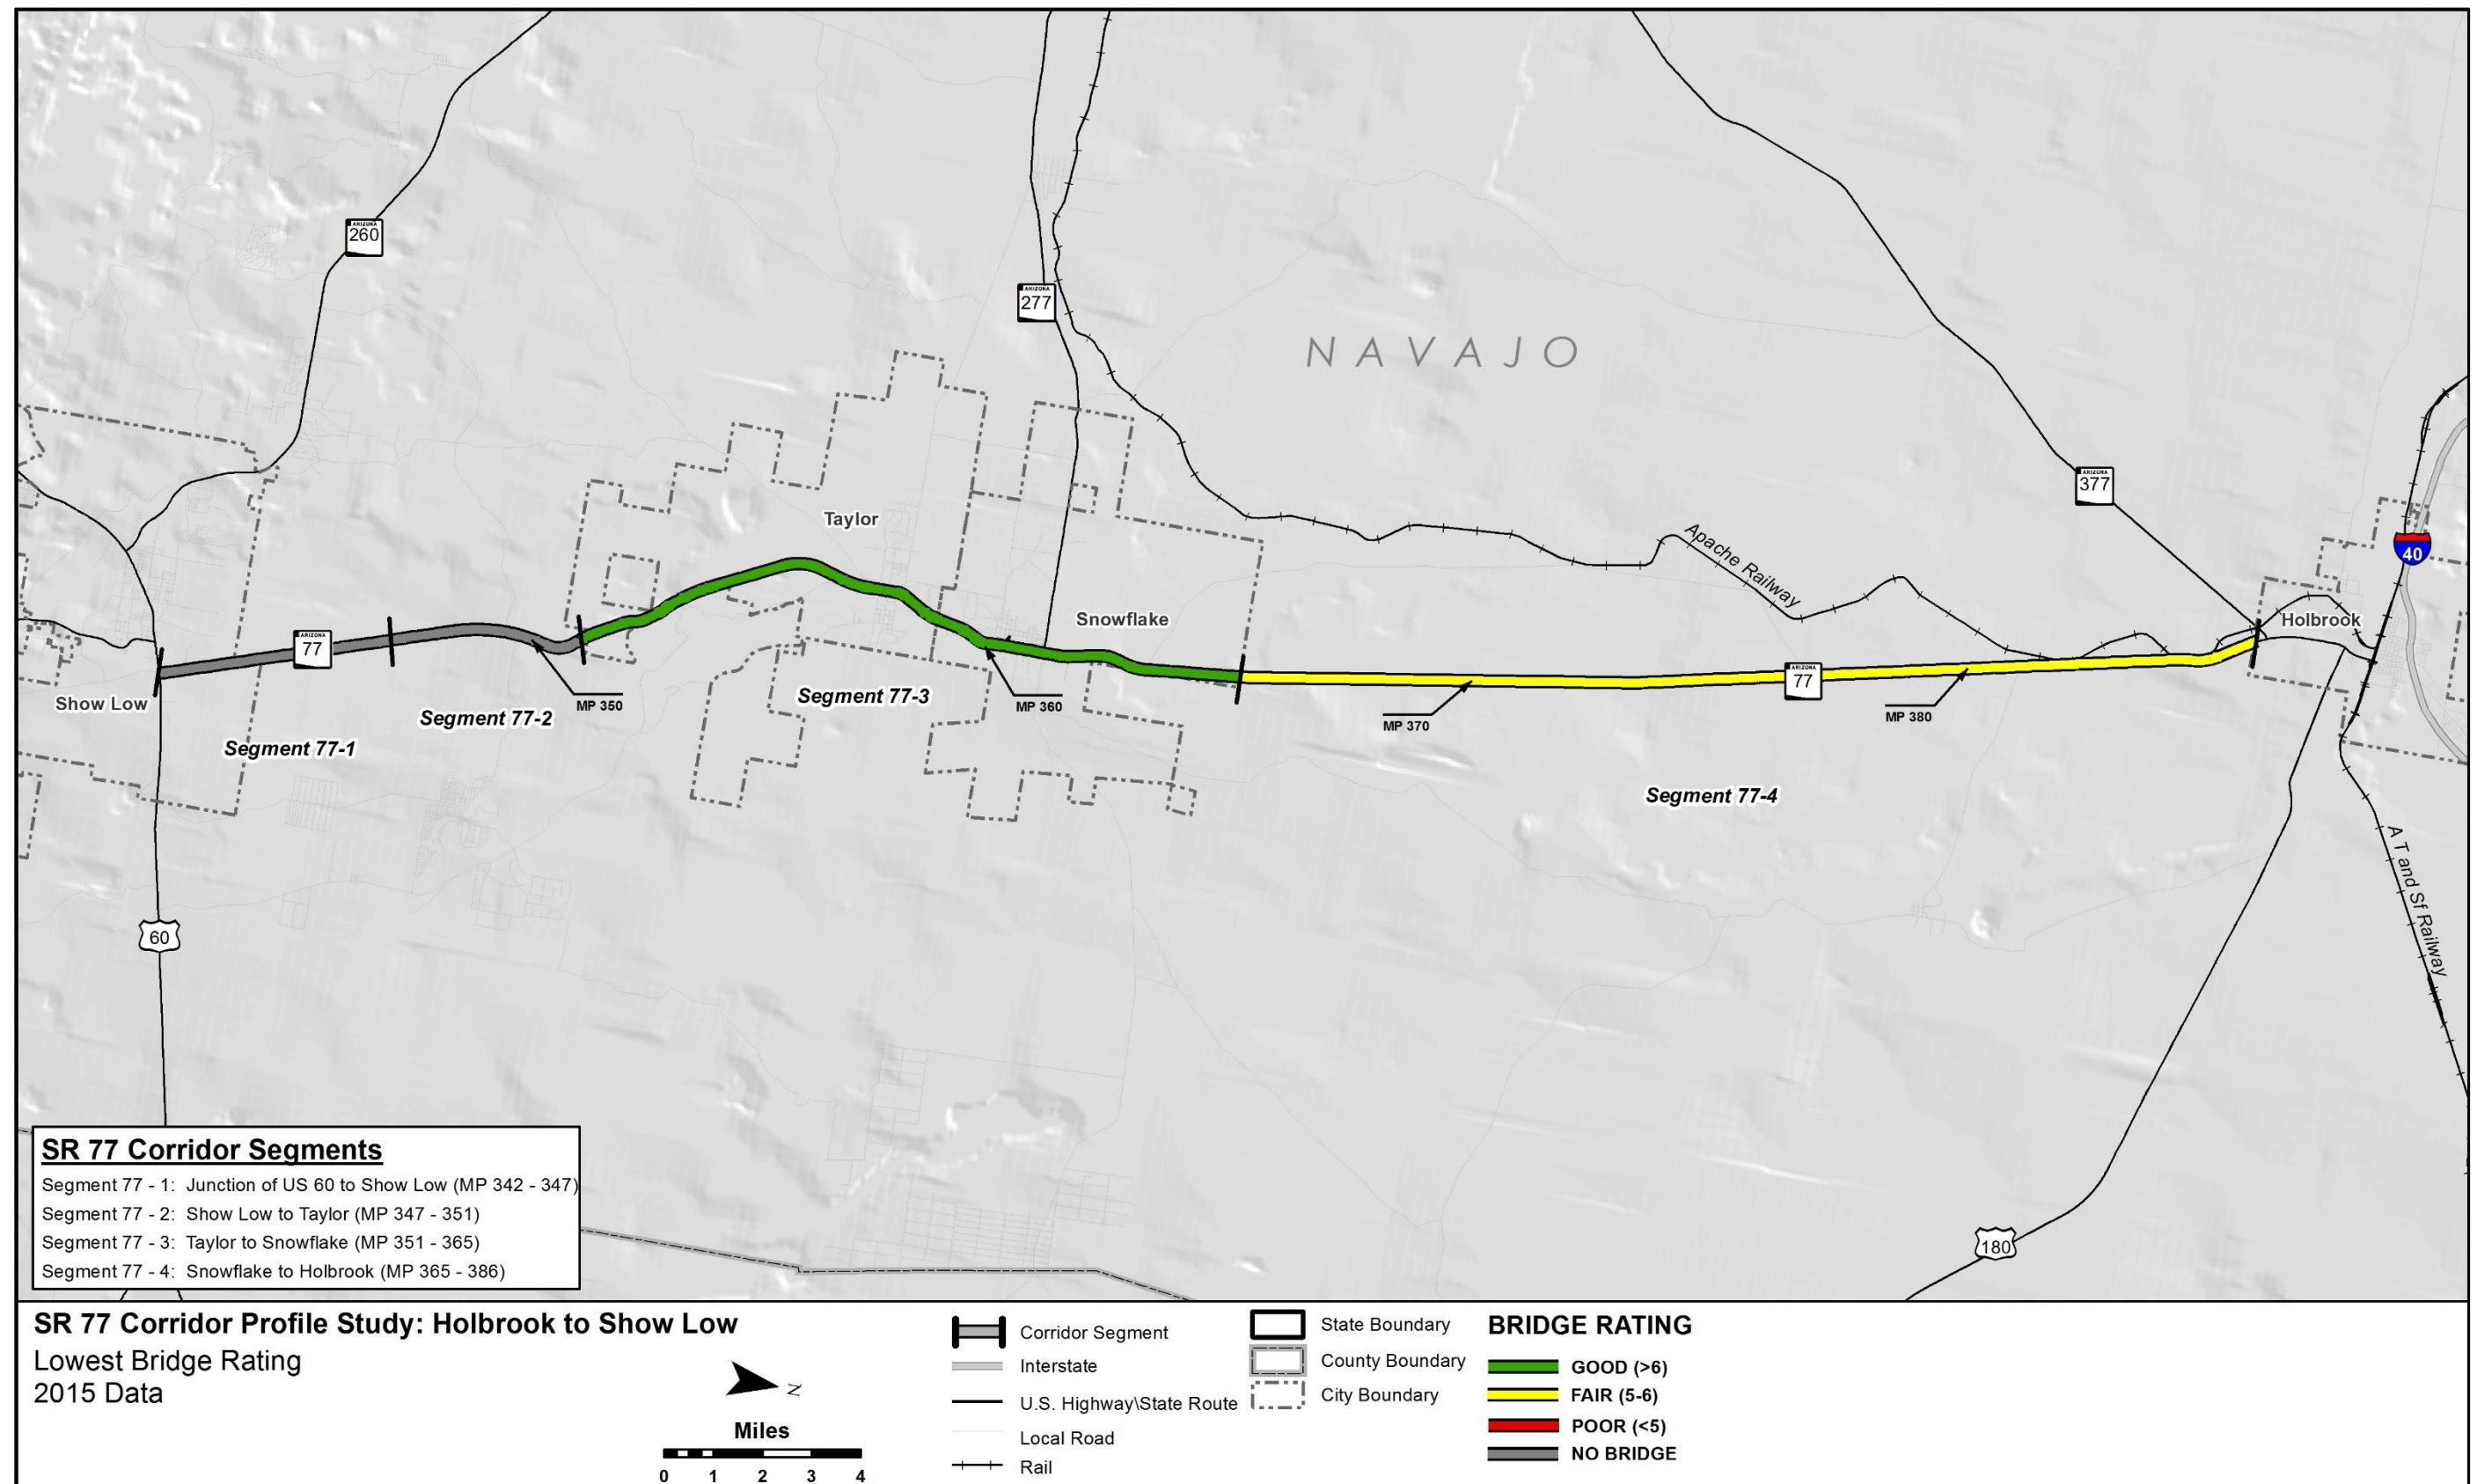 ARIZONA
260
ARIZONA
277
NAVAJO
ARIZONA
377
Apache Railway
40
Taylor
Snowflake
Holbrook
ARIZONA
77
ARIZONA
77
Show Low
MP 350
MP 360
MP 370
MP 380
Segment 77-1
Segment 77-2
Segment 77-3
Segment 77-4
A T and Sf Railway
60
180
SR 77 Corridor Segments
Segment 77 - 1: Junction of US 60 to Show Low (MP 342 - 347)
Segment 77 - 2: Show Low to Taylor (MP 347 - 351)
Segment 77 - 3: Taylor to Snowflake (MP 351 - 365)
Segment 77 - 4: Snowflake to Holbrook (MP 365 - 386)
SR 77 Corridor Profile Study: Holbrook to Show Low
Lowest Bridge Rating
2015 Data
N
Miles
0 1 2 3 4
Corridor Segment
Interstate
U.S. Highway\State Route
Local Road
Rail
State Boundary
County Boundary
City Boundary
BRIDGE RATING
GOOD (>6)
FAIR (5-6)
POOR (<5)
NO BRIDGE